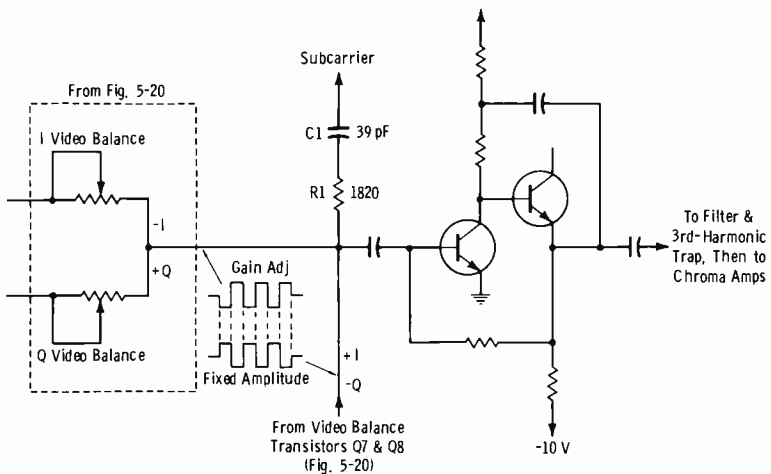 Subcarrier
From Fig. 5-20
I Video Balance
C1
39 pF
R1
1820
-I
+Q
Gain Adj
Q Video Balance
Fixed Amplitude
+I
-Q
To Filter &
3rd-Harmonic
Trap, Then to
Chroma Amps
From Video Balance
Transistors Q7 & Q8
(Fig. 5-20)
-10 V